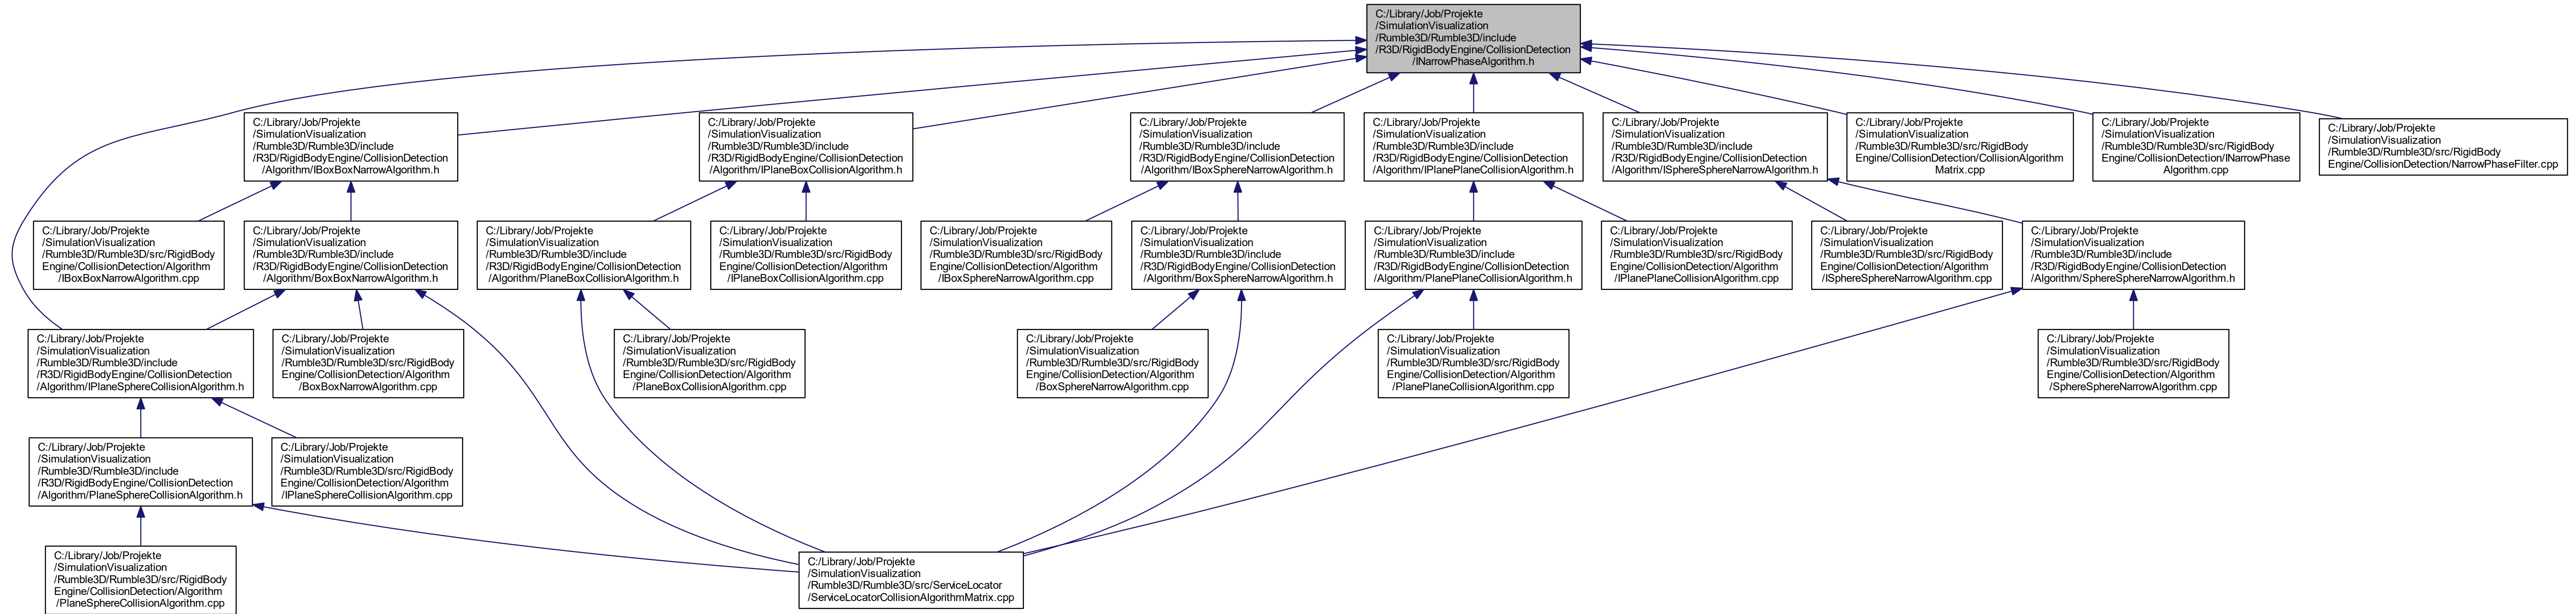 C:/Library/Job/Projekte
/SimulationVisualization
/Rumble3D/Rumble3D/include
/R3D/RigidBodyEngine/CollisionDetection
/INarrowPhaseAlgorithm.h
C:/Library/Job/Projekte
/SimulationVisualization
/Rumble3D/Rumble3D/include
/R3D/RigidBodyEngine/CollisionDetection
/Algorithm/IBoxBoxNarrowAlgorithm.h
C:/Library/Job/Projekte
/SimulationVisualization
/Rumble3D/Rumble3D/include
/R3D/RigidBodyEngine/CollisionDetection
/Algorithm/IPlaneBoxCollisionAlgorithm.h
C:/Library/Job/Projekte
/SimulationVisualization
/Rumble3D/Rumble3D/include
/R3D/RigidBodyEngine/CollisionDetection
/Algorithm/IBoxSphereNarrowAlgorithm.h
C:/Library/Job/Projekte
/SimulationVisualization
/Rumble3D/Rumble3D/include
/R3D/RigidBodyEngine/CollisionDetection
/Algorithm/IPlanePlaneCollisionAlgorithm.h
C:/Library/Job/Projekte
/SimulationVisualization
/Rumble3D/Rumble3D/include
/R3D/RigidBodyEngine/CollisionDetection
/Algorithm/ISphereSphereNarrowAlgorithm.h
C:/Library/Job/Projekte
/SimulationVisualization
/Rumble3D/Rumble3D/src/RigidBody
Engine/CollisionDetection/CollisionAlgorithm
Matrix.cpp
C:/Library/Job/Projekte
/SimulationVisualization
/Rumble3D/Rumble3D/src/RigidBody
Engine/CollisionDetection/INarrowPhase
Algorithm.cpp
C:/Library/Job/Projekte
/SimulationVisualization
/Rumble3D/Rumble3D/src/RigidBody
Engine/CollisionDetection/NarrowPhaseFilter.cpp
C:/Library/Job/Projekte
/SimulationVisualization
/Rumble3D/Rumble3D/src/RigidBody
Engine/CollisionDetection/Algorithm
/IBoxBoxNarrowAlgorithm.cpp
C:/Library/Job/Projekte
/SimulationVisualization
/Rumble3D/Rumble3D/include
/R3D/RigidBodyEngine/CollisionDetection
/Algorithm/BoxBoxNarrowAlgorithm.h
C:/Library/Job/Projekte
/SimulationVisualization
/Rumble3D/Rumble3D/include
/R3D/RigidBodyEngine/CollisionDetection
/Algorithm/PlaneBoxCollisionAlgorithm.h
C:/Library/Job/Projekte
/SimulationVisualization
/Rumble3D/Rumble3D/src/RigidBody
Engine/CollisionDetection/Algorithm
/IPlaneBoxCollisionAlgorithm.cpp
C:/Library/Job/Projekte
/SimulationVisualization
/Rumble3D/Rumble3D/src/RigidBody
Engine/CollisionDetection/Algorithm
/IBoxSphereNarrowAlgorithm.cpp
C:/Library/Job/Projekte
/SimulationVisualization
/Rumble3D/Rumble3D/include
/R3D/RigidBodyEngine/CollisionDetection
/Algorithm/BoxSphereNarrowAlgorithm.h
C:/Library/Job/Projekte
/SimulationVisualization
/Rumble3D/Rumble3D/include
/R3D/RigidBodyEngine/CollisionDetection
/Algorithm/PlanePlaneCollisionAlgorithm.h
C:/Library/Job/Projekte
/SimulationVisualization
/Rumble3D/Rumble3D/src/RigidBody
Engine/CollisionDetection/Algorithm
/IPlanePlaneCollisionAlgorithm.cpp
C:/Library/Job/Projekte
/SimulationVisualization
/Rumble3D/Rumble3D/src/RigidBody
Engine/CollisionDetection/Algorithm
/ISphereSphereNarrowAlgorithm.cpp
C:/Library/Job/Projekte
/SimulationVisualization
/Rumble3D/Rumble3D/include
/R3D/RigidBodyEngine/CollisionDetection
/Algorithm/SphereSphereNarrowAlgorithm.h
C:/Library/Job/Projekte
/SimulationVisualization
/Rumble3D/Rumble3D/include
/R3D/RigidBodyEngine/CollisionDetection
/Algorithm/IPlaneSphereCollisionAlgorithm.h
C:/Library/Job/Projekte
/SimulationVisualization
/Rumble3D/Rumble3D/src/RigidBody
Engine/CollisionDetection/Algorithm
/BoxBoxNarrowAlgorithm.cpp
C:/Library/Job/Projekte
/SimulationVisualization
/Rumble3D/Rumble3D/src/RigidBody
Engine/CollisionDetection/Algorithm
/PlaneBoxCollisionAlgorithm.cpp
C:/Library/Job/Projekte
/SimulationVisualization
/Rumble3D/Rumble3D/src/RigidBody
Engine/CollisionDetection/Algorithm
/BoxSphereNarrowAlgorithm.cpp
C:/Library/Job/Projekte
/SimulationVisualization
/Rumble3D/Rumble3D/src/RigidBody
Engine/CollisionDetection/Algorithm
/PlanePlaneCollisionAlgorithm.cpp
C:/Library/Job/Projekte
/SimulationVisualization
/Rumble3D/Rumble3D/src/RigidBody
Engine/CollisionDetection/Algorithm
/SphereSphereNarrowAlgorithm.cpp
C:/Library/Job/Projekte
/SimulationVisualization
/Rumble3D/Rumble3D/include
/R3D/RigidBodyEngine/CollisionDetection
/Algorithm/PlaneSphereCollisionAlgorithm.h
C:/Library/Job/Projekte
/SimulationVisualization
/Rumble3D/Rumble3D/src/RigidBody
Engine/CollisionDetection/Algorithm
/IPlaneSphereCollisionAlgorithm.cpp
C:/Library/Job/Projekte
/SimulationVisualization
/Rumble3D/Rumble3D/src/RigidBody
Engine/CollisionDetection/Algorithm
/PlaneSphereCollisionAlgorithm.cpp
C:/Library/Job/Projekte
/SimulationVisualization
/Rumble3D/Rumble3D/src/ServiceLocator
/ServiceLocatorCollisionAlgorithmMatrix.cpp